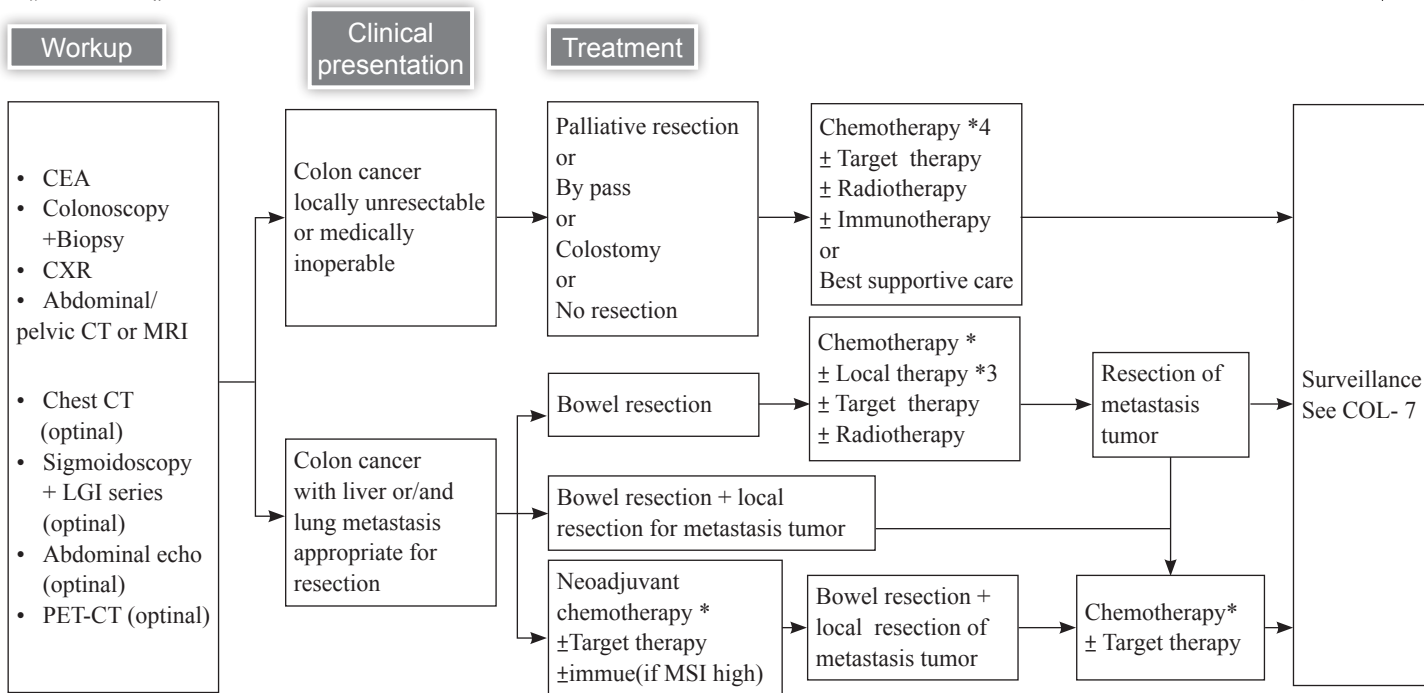 Workup
Clinical
presentation
Treatment
• CEA
• Colonoscopy
+Biopsy
• CXR
• Abdominal/
pelvic CT or MRI
• Chest CT
(optinal)
• Sigmoidoscopy
+ LGI series
(optinal)
• Abdominal echo
(optinal)
• PET-CT (optinal)
Colon cancer
locally unresectable
or medically
inoperable
Palliative resection
or
By pass
or
Colostomy
or
No resection
Chemotherapy *4
± Target therapy
± Radiotherapy
± Immunotherapy
or
Best supportive care
Colon cancer
with liver or/and
lung metastasis
appropriate for
resection
Bowel resection
Chemotherapy *
± Local therapy *3
± Target therapy
± Radiotherapy
Resection of
metastasis
tumor
Bowel resection + local
resection for metastasis tumor
Neoadjuvant
chemotherapy *
±Target therapy
±immue(if MSI high)
Bowel resection +
local resection of
metastasis tumor
Chemotherapy*
± Target therapy
Surveillance
See COL- 7